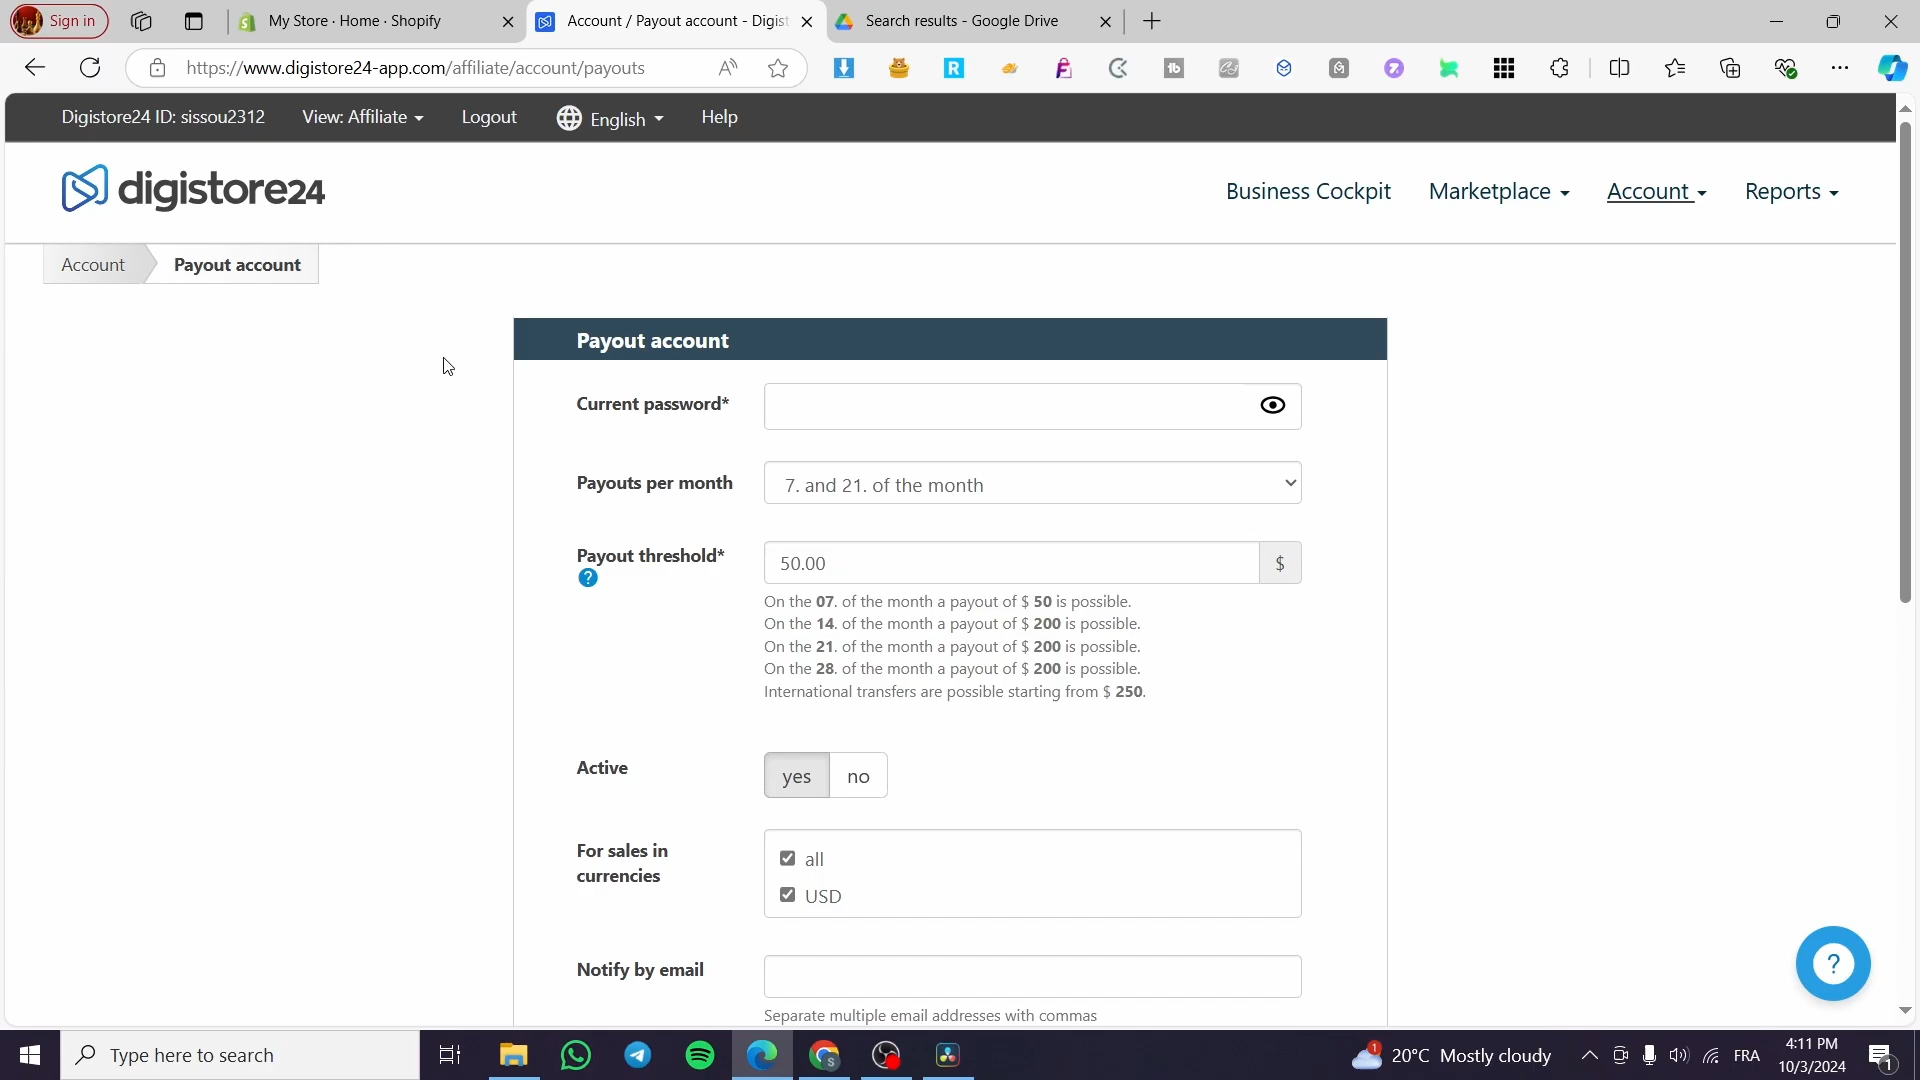 Sign in
My Store · Home · Shopify
Account / Payout account - Digist
Search results - Google Drive
https://www.digistore24-app.com/affiliate/account/payouts
Digistore24 ID: sissou2312
View: Affiliate
Logout
English
Help
digistore24
Business Cockpit
Marketplace
Account
Reports
Account
Payout account
Payout account
Current password*
Payouts per month
7. and 21. of the month
Payout threshold*
50.00
$
?
On the 07. of the month a payout of $ 50 is possible.
On the 14. of the month a payout of $ 200 is possible.
On the 21. of the month a payout of $ 200 is possible.
On the 28. of the month a payout of $ 200 is possible.
International transfers are possible starting from $ 250.
Active
yes
no
For sales in
currencies
all
USD
Notify by email
Separate multiple email addresses with commas
?
Type here to search
1
20°C Mostly cloudy
FRA
4:11 PM
10/3/2024
1